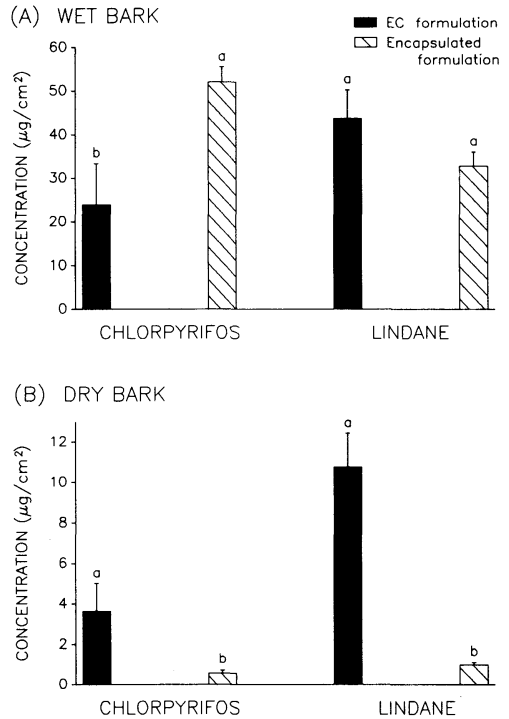 (A) WET BARK
EC formulation
Encapsulated
formulation
CONCENTRATION (μg/cm²)
60
50
40
30
20
10
0
b
a
a
a
CHLORPYRIFOS LINDANE
(B) DRY BARK
CONCENTRATION (μg/cm²)
12
10
8
6
4
2
0
a
b
a
b
CHLORPYRIFOS LINDANE